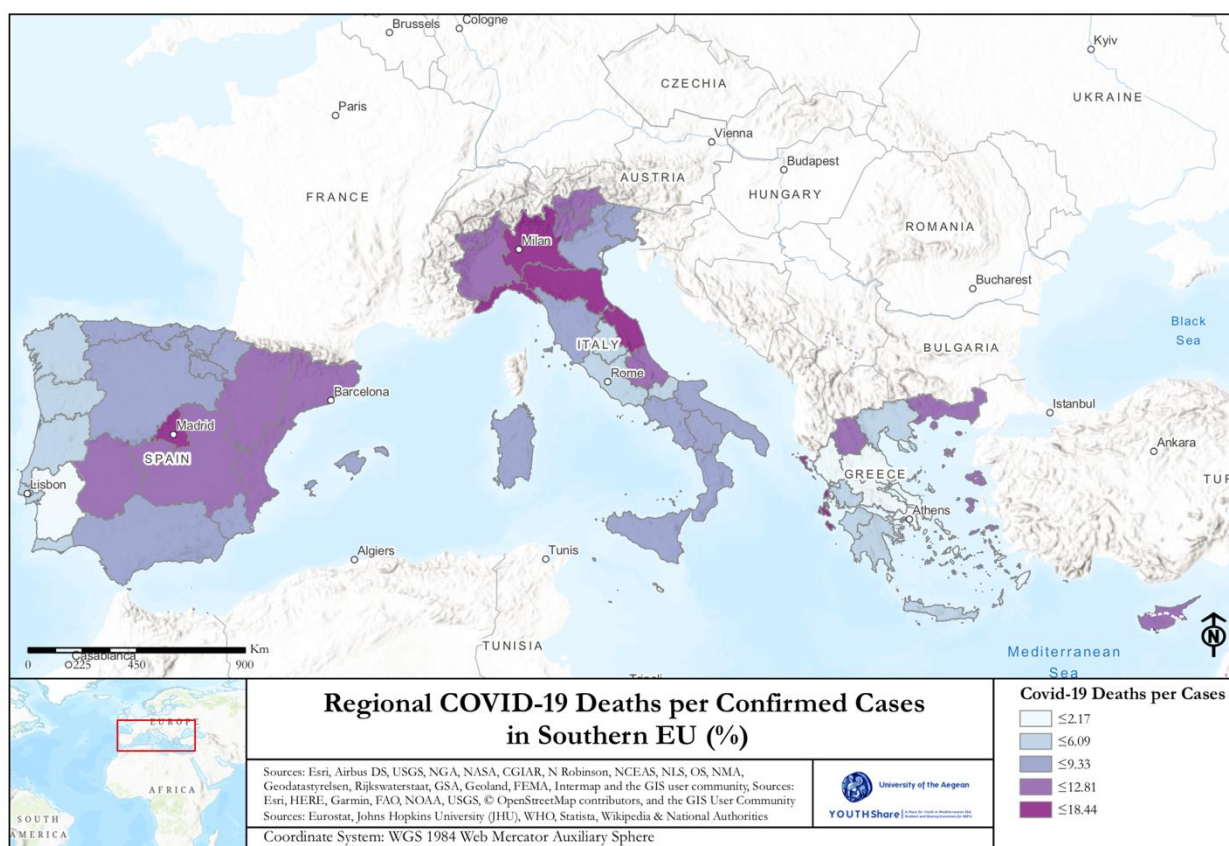 Brussels
Cologne
Kyiv
CZECHIA
UKRAINE
Paris
Vienna
Budapest
AUSTRIA
HUNGARY
FRANCE
ROMANIA
Milan
Bucharest
Black
Sea
BULGARIA
ITALY
Rome
Barcelona
Istanbul
Madrid
Ankara
SPAIN
GREECE
TUR
Lisbon
Athens
Algiers
Tunis
TUNISIA
Km
0 225 450 900
Casablanca
Mediterranean
Sea
N
Tripoli
EUROPE
AFRICA
SOUTH
AMERICA
Regional COVID-19 Deaths per Confirmed Cases
in Southern EU (%)
Sources: Esri, Airbus DS, USGS, NGA, NASA, CGIAR, N Robinson, NCEAS, NLS, OS, NMA,
Geodatastyrelsen, Rijkswaterstaat, GSA, Geoland, FEMA, Intermap and the GIS user community, Sources:
Esri, HERE, Garmin, FAO, NOAA, USGS, © OpenStreetMap contributors, and the GIS User Community
Sources: Eurostat, Johns Hopkins University (JHU), WHO, Statista, Wikipedia & National Authorities
Coordinate System: WGS 1984 Web Mercator Auxiliary Sphere
University of the Aegean
YOUTHShare
Covid-19 Deaths per Cases
≤2.17
≤6.09
≤9.33
≤12.81
≤18.44